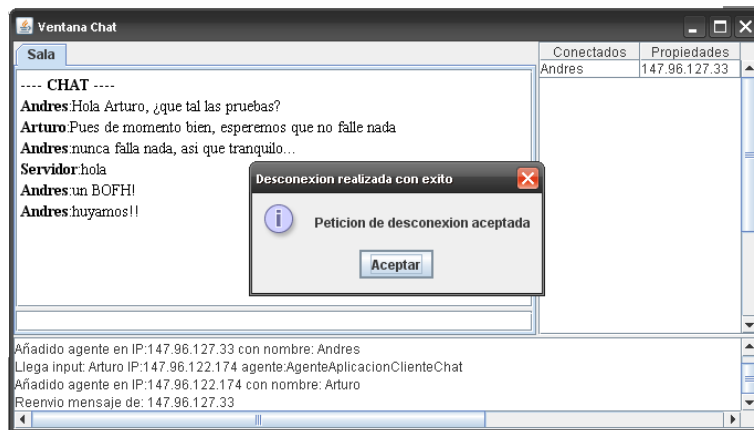 Ventana Chat
Sala
Conectados Propiedades
Andres 147.96.127.33
---- CHAT ----
Andres:Hola Arturo, ¿que tal las pruebas?
Arturo:Pues de momento bien, esperemos que no falle nada
Andres:nunca falla nada, asi que tranquilo...
Servidor:hola
Andres:un BOFH!
Andres:huyamos!!
Desconexion realizada con exito
Peticion de desconexion aceptada
Aceptar
Añadido agente en IP:147.96.127.33 con nombre: Andres
Llega input: Arturo IP:147.96.122.174 agente:AgenteAplicacionClienteChat
Añadido agente en IP:147.96.122.174 con nombre: Arturo
Reenvio mensaje de: 147.96.127.33